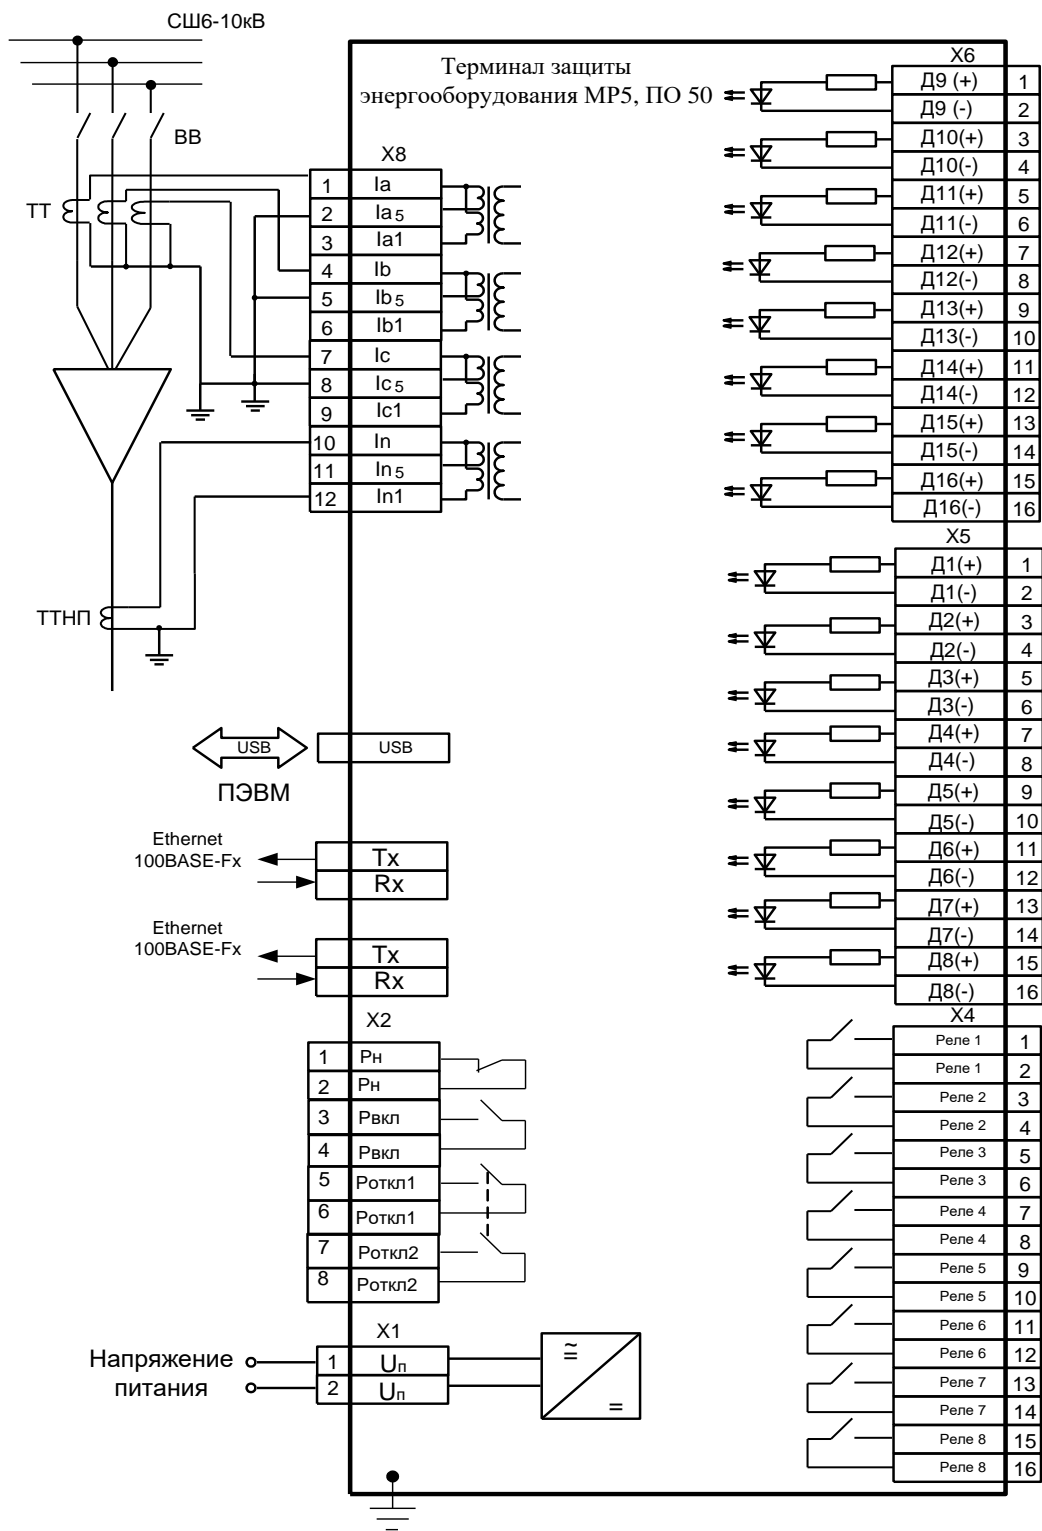 СШ6-10кВ
ВВ
ТТ
ТТНП
Терминал защиты
энергооборудования МР5, ПО 50
X8
1 Ia
2 Ia5
3 Ia1
4 Ib
5 Ib5
6 Ib1
7 Ic
8 Ic5
9 Ic1
10 In
11 In5
12 In1
USB
USB
ПЭВМ
Ethernet
100BASE-Fx
Tx
Rx
Ethernet
100BASE-Fx
Tx
Rx
X2
1 Рн
2 Рн
3 Рвкл
4 Рвкл
5 Роткл1
6 Роткл1
7 Роткл2
8 Роткл2
X1
Напряжение
питания
1 Uп
2 Uп
≃
=
X6
Д9 (+) 1
Д9 (-) 2
Д10(+) 3
Д10(-) 4
Д11(+) 5
Д11(-) 6
Д12(+) 7
Д12(-) 8
Д13(+) 9
Д13(-) 10
Д14(+) 11
Д14(-) 12
Д15(+) 13
Д15(-) 14
Д16(+) 15
Д16(-) 16
X5
Д1(+) 1
Д1(-) 2
Д2(+) 3
Д2(-) 4
Д3(+) 5
Д3(-) 6
Д4(+) 7
Д4(-) 8
Д5(+) 9
Д5(-) 10
Д6(+) 11
Д6(-) 12
Д7(+) 13
Д7(-) 14
Д8(+) 15
Д8(-) 16
X4
Реле 1 1
Реле 1 2
Реле 2 3
Реле 2 4
Реле 3 5
Реле 3 6
Реле 4 7
Реле 4 8
Реле 5 9
Реле 5 10
Реле 6 11
Реле 6 12
Реле 7 13
Реле 7 14
Реле 8 15
Реле 8 16